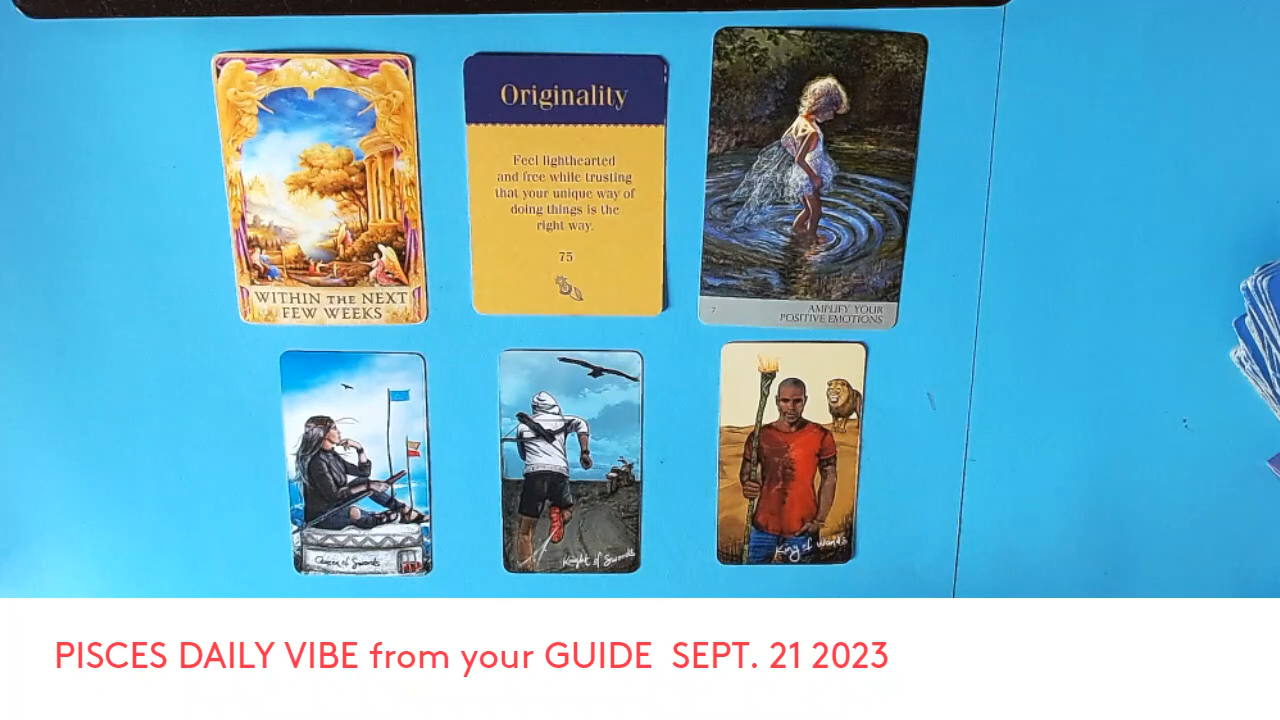 WITHIN THE NEXT
FEW WEEKS
Originality
Feel lighthearted
and free while trusting
that your unique way of
doing things is the
right way.
75
7
AMPLIFY YOUR
POSITIVE EMOTIONS
Queen of Swords
Knight of Swords
King of Wands
PISCES DAILY VIBE from your GUIDE SEPT. 21 2023